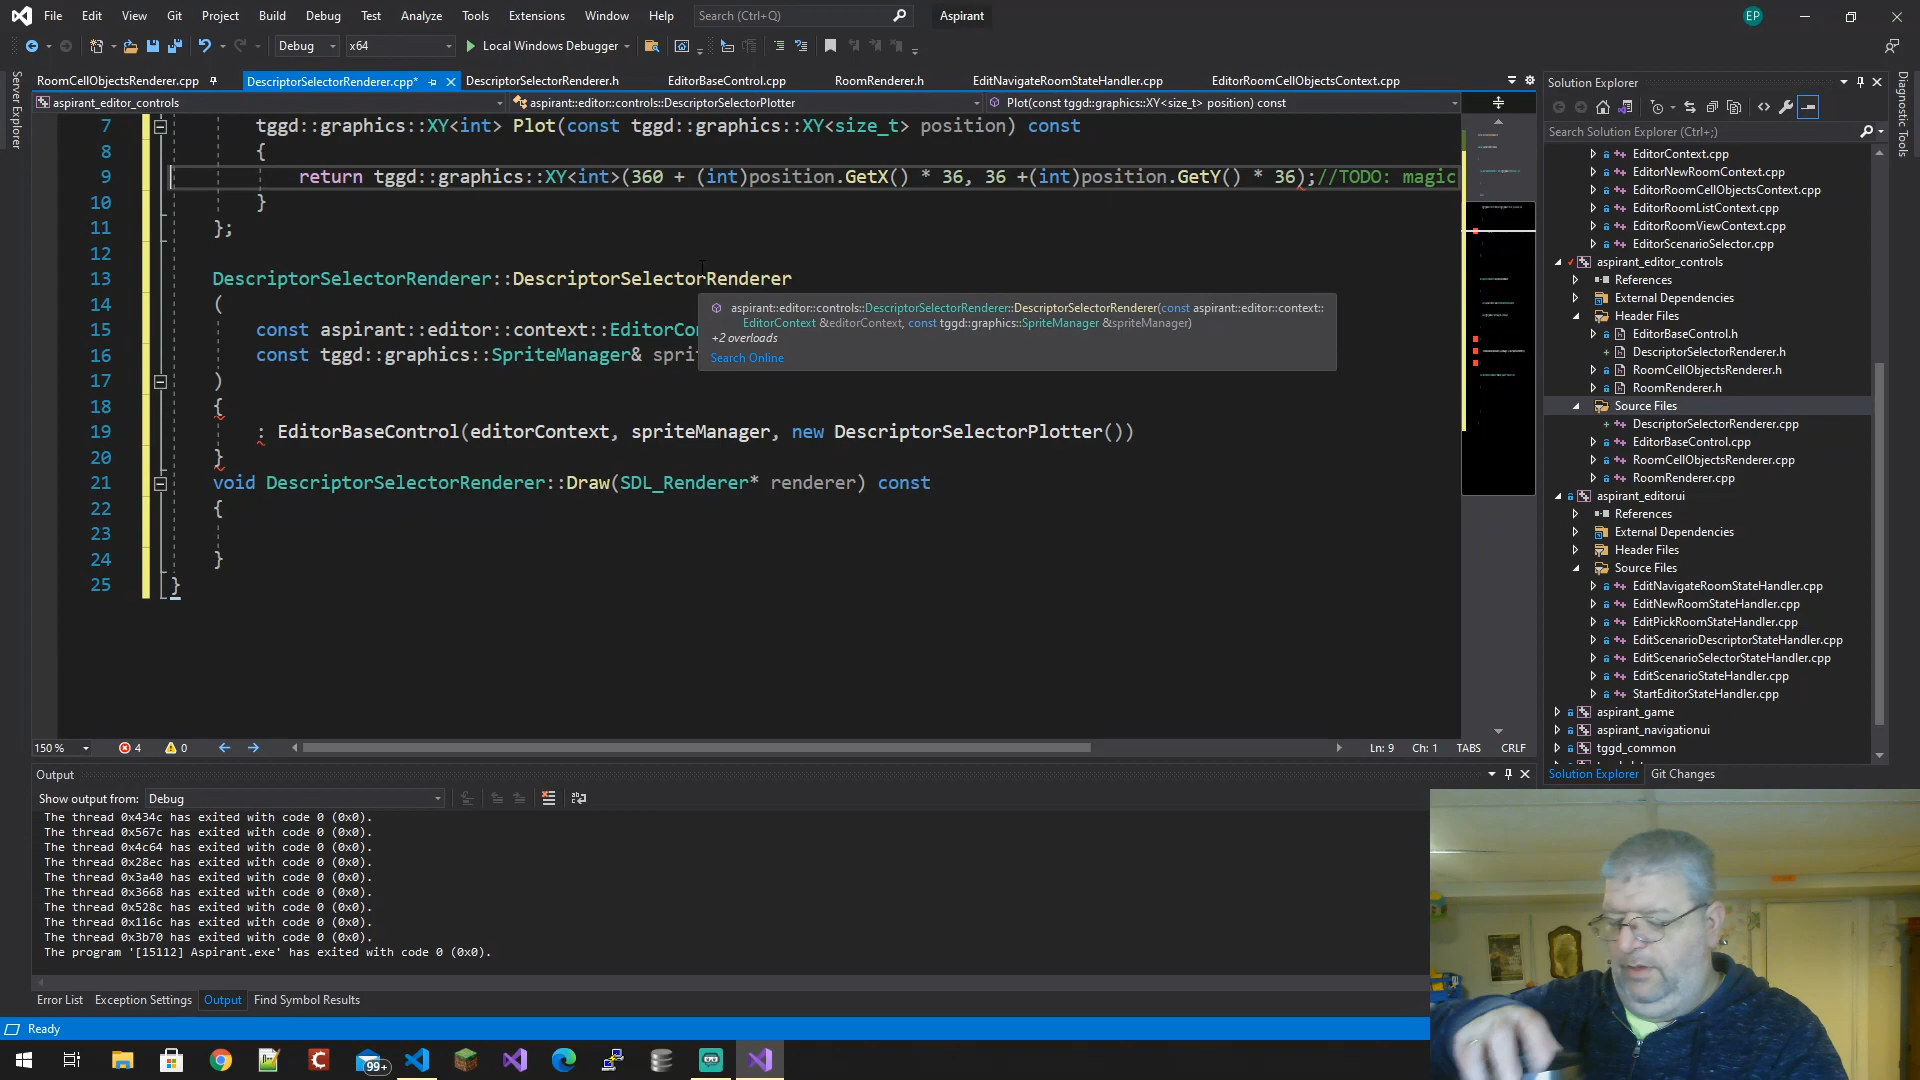 File Edit View Git Project Build Debug Test Analyze Tools Extensions Window Help Search (Ctrl+Q) Aspirant EP
Debug x64 Local Windows Debugger
RoomCellObjectsRenderer.cpp DescriptorSelectorRenderer.cpp* DescriptorSelectorRenderer.h EditorBaseControl.cpp RoomRenderer.h EditNavigateRoomStateHandler.cpp EditorRoomCellObjectsContext.cpp
aspirant_editor_controls aspirant::editor::controls::DescriptorSelectorPlotter Plot(const tggd::graphics::XY<size_t> position) const
7 tggd::graphics::XY<int> Plot(const tggd::graphics::XY<size_t> position) const
8 {
9 return tggd::graphics::XY<int>(360 + (int)position.GetX() * 36, 36 +(int)position.GetY() * 36);//TODO: magic
10 }
11 };
12
13 DescriptorSelectorRenderer::DescriptorSelectorRenderer
14 (
15 const aspirant::editor::context::EditorCo
16 const tggd::graphics::SpriteManager& sprit
17 )
18 {
19 : EditorBaseControl(editorContext, spriteManager, new DescriptorSelectorPlotter())
20 }
21 void DescriptorSelectorRenderer::Draw(SDL_Renderer* renderer) const
22 {
23
24 }
25 }
aspirant::editor::controls::DescriptorSelectorRenderer::DescriptorSelectorRenderer(const aspirant::editor::context::
EditorContext &editorContext, const tggd::graphics::SpriteManager &spriteManager)
+2 overloads
Search Online
150 % 4 0 Ln: 9 Ch: 1 TABS CRLF
Output
Show output from: Debug
The thread 0x434c has exited with code 0 (0x0).
The thread 0x567c has exited with code 0 (0x0).
The thread 0x4c64 has exited with code 0 (0x0).
The thread 0x28ec has exited with code 0 (0x0).
The thread 0x3a40 has exited with code 0 (0x0).
The thread 0x3668 has exited with code 0 (0x0).
The thread 0x528c has exited with code 0 (0x0).
The thread 0x116c has exited with code 0 (0x0).
The thread 0x3b70 has exited with code 0 (0x0).
The program '[15112] Aspirant.exe' has exited with code 0 (0x0).
Error List Exception Settings Output Find Symbol Results
Ready
99+
Server Explorer
Solution Explorer
Search Solution Explorer (Ctrl+;)
EditorContext.cpp
EditorNewRoomContext.cpp
EditorRoomCellObjectsContext.cpp
EditorRoomListContext.cpp
EditorRoomViewContext.cpp
EditorScenarioSelector.cpp
aspirant_editor_controls
References
External Dependencies
Header Files
EditorBaseControl.h
DescriptorSelectorRenderer.h
RoomCellObjectsRenderer.h
RoomRenderer.h
Source Files
DescriptorSelectorRenderer.cpp
EditorBaseControl.cpp
RoomCellObjectsRenderer.cpp
RoomRenderer.cpp
aspirant_editorui
References
External Dependencies
Header Files
Source Files
EditNavigateRoomStateHandler.cpp
EditNewRoomStateHandler.cpp
EditPickRoomStateHandler.cpp
EditScenarioDescriptorStateHandler.cpp
EditScenarioSelectorStateHandler.cpp
EditScenarioStateHandler.cpp
StartEditorStateHandler.cpp
aspirant_game
aspirant_navigationui
tggd_common
Solution Explorer Git Changes
Diagnostic Tools